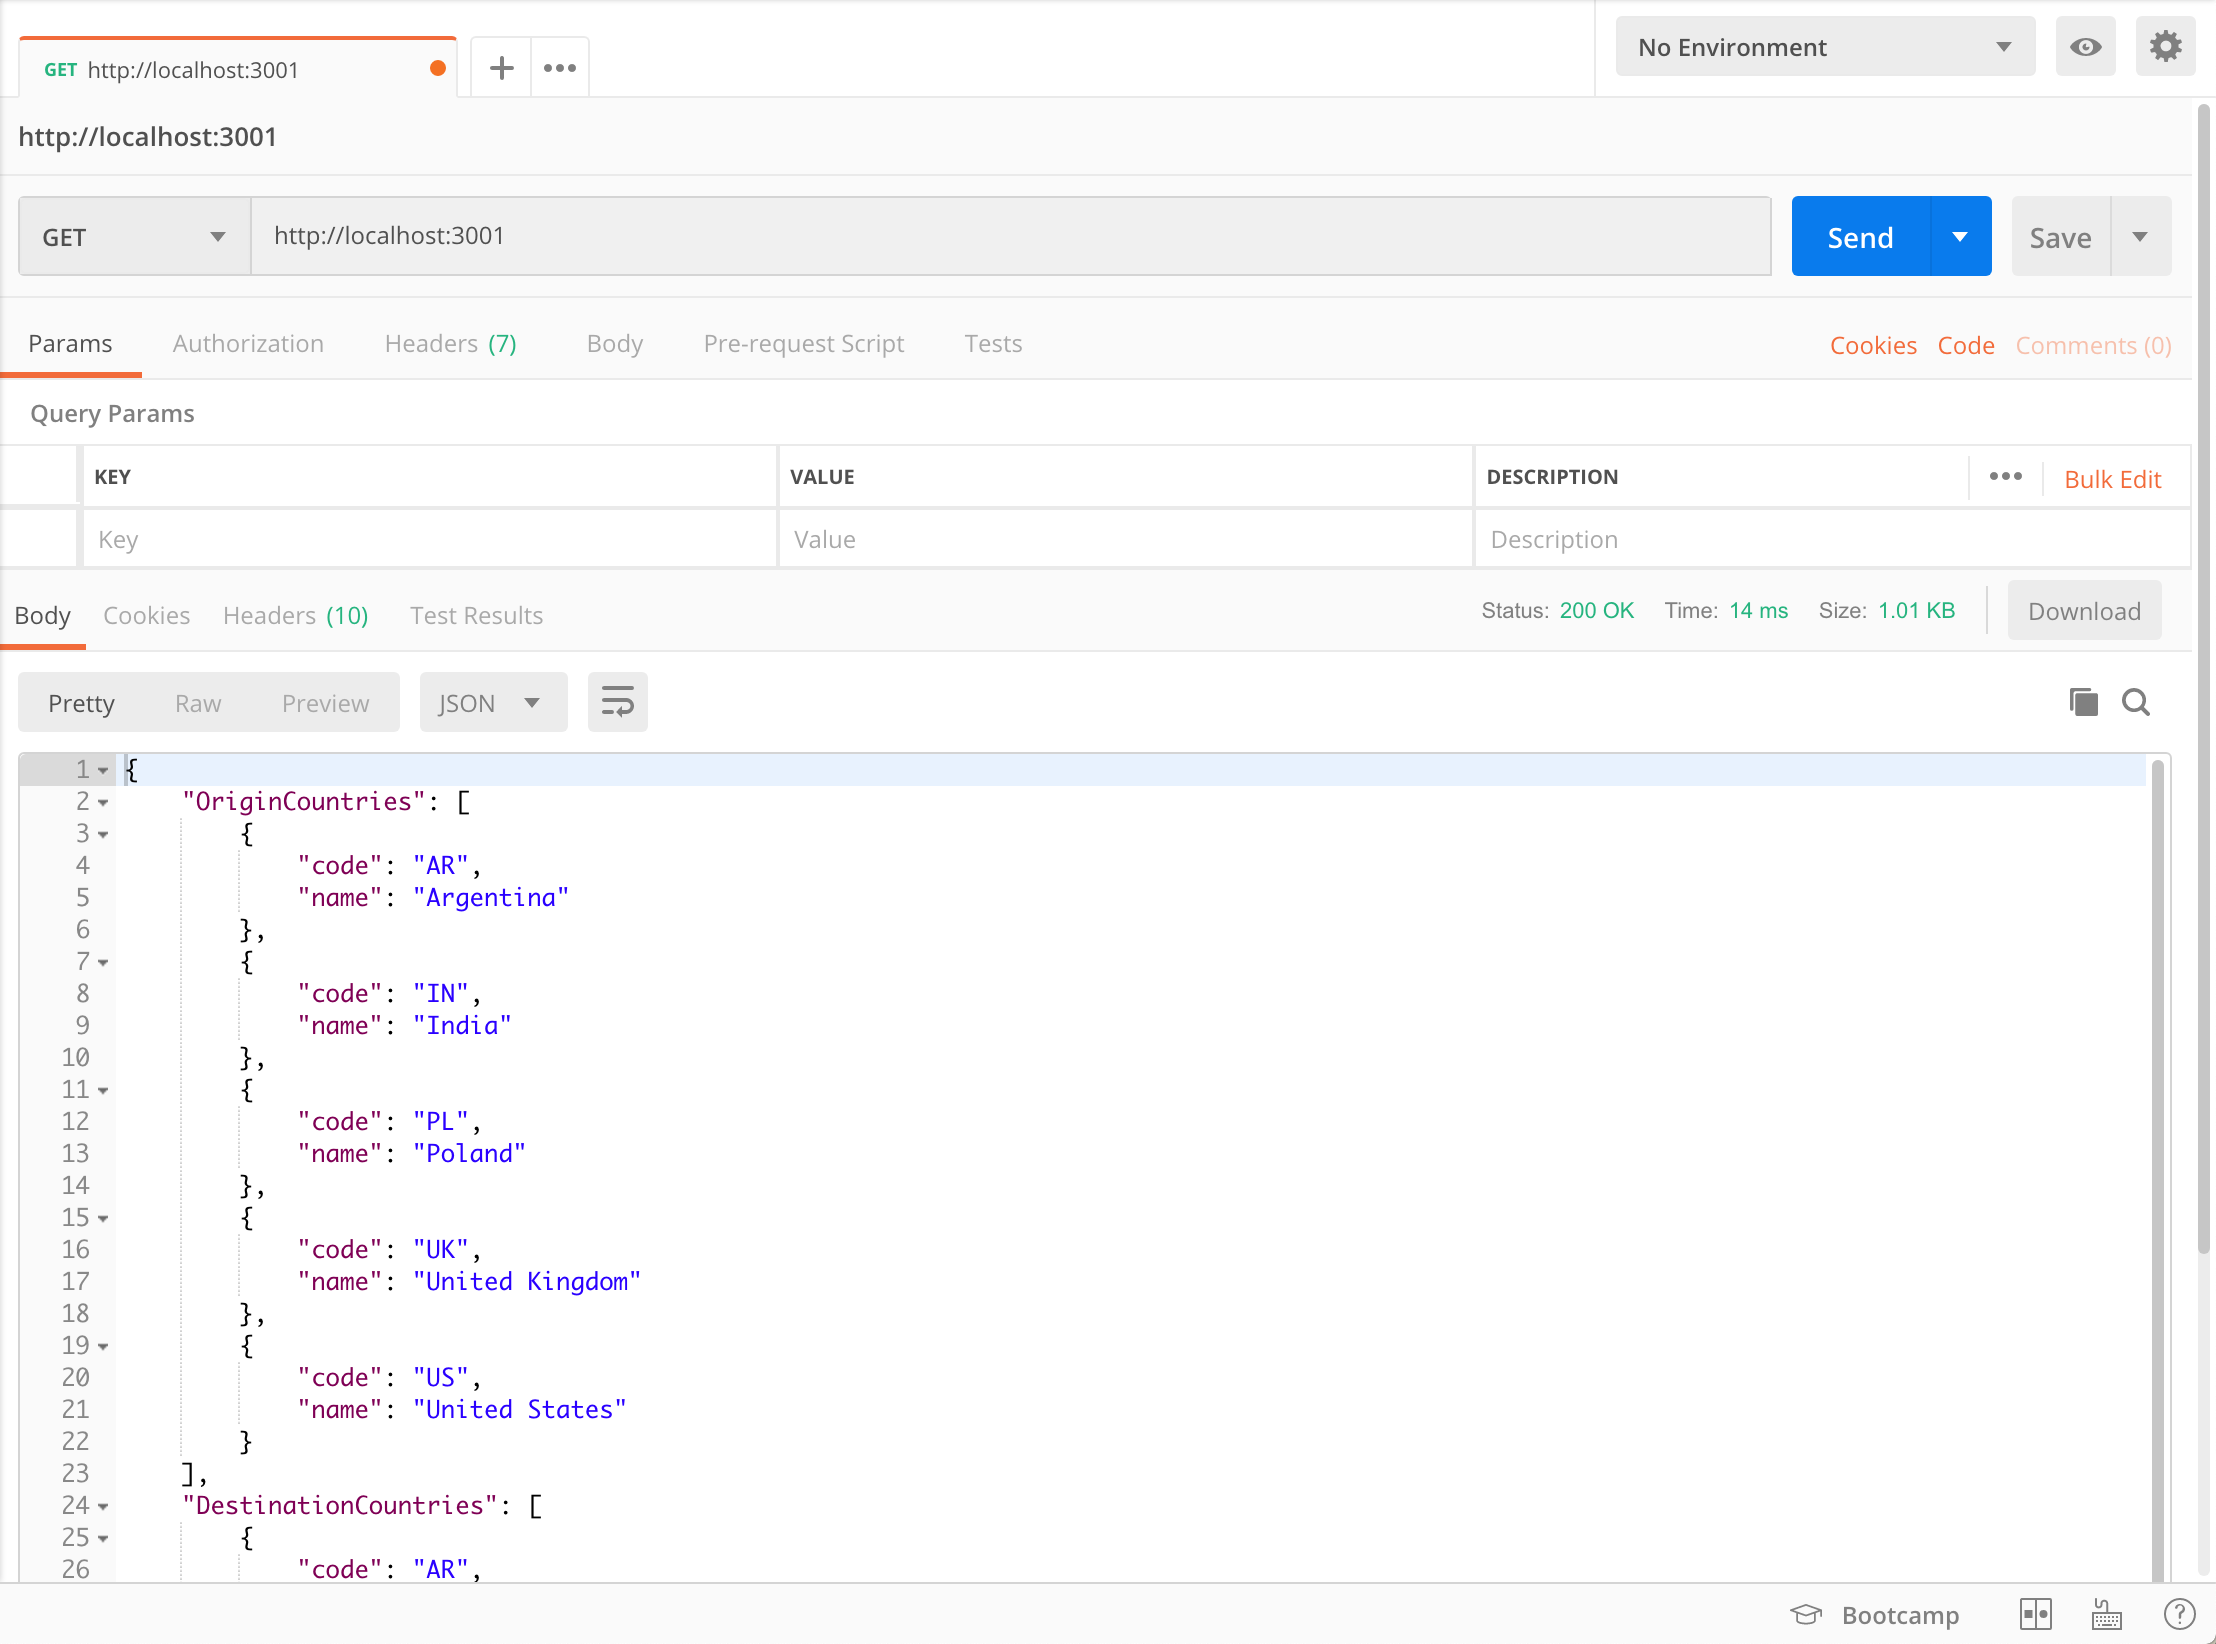 GET http://localhost:3001
No Environment
http://localhost:3001
GET http://localhost:3001 Send Save
Params Authorization Headers (7) Body Pre-request Script Tests Cookies Code Comments (0)
Query Params
KEY VALUE DESCRIPTION Bulk Edit
Key Value Description
Body Cookies Headers (10) Test Results Status: 200 OK Time: 14 ms Size: 1.01 KB Download
Pretty Raw Preview JSON
1 {
2 "OriginCountries": [
3 {
4 "code": "AR",
5 "name": "Argentina"
6 },
7 {
8 "code": "IN",
9 "name": "India"
10 },
11 {
12 "code": "PL",
13 "name": "Poland"
14 },
15 {
16 "code": "UK",
17 "name": "United Kingdom"
18 },
19 {
20 "code": "US",
21 "name": "United States"
22 }
23 ],
24 "DestinationCountries": [
25 {
26 "code": "AR",
Bootcamp